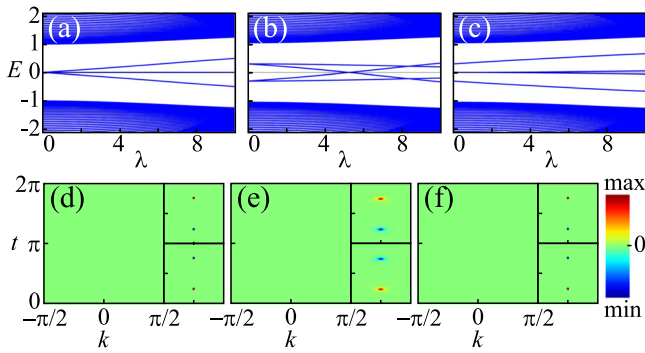 2 (a) (b) (c)
1
E 0
-1
-2
0 4 8 0 4 8 0 4 8
λ λ λ
2π (d) (e) (f) max
t π 0
0 min
−π/2 0 π/2 −π/2 0 π/2 −π/2 0 π/2
k k k